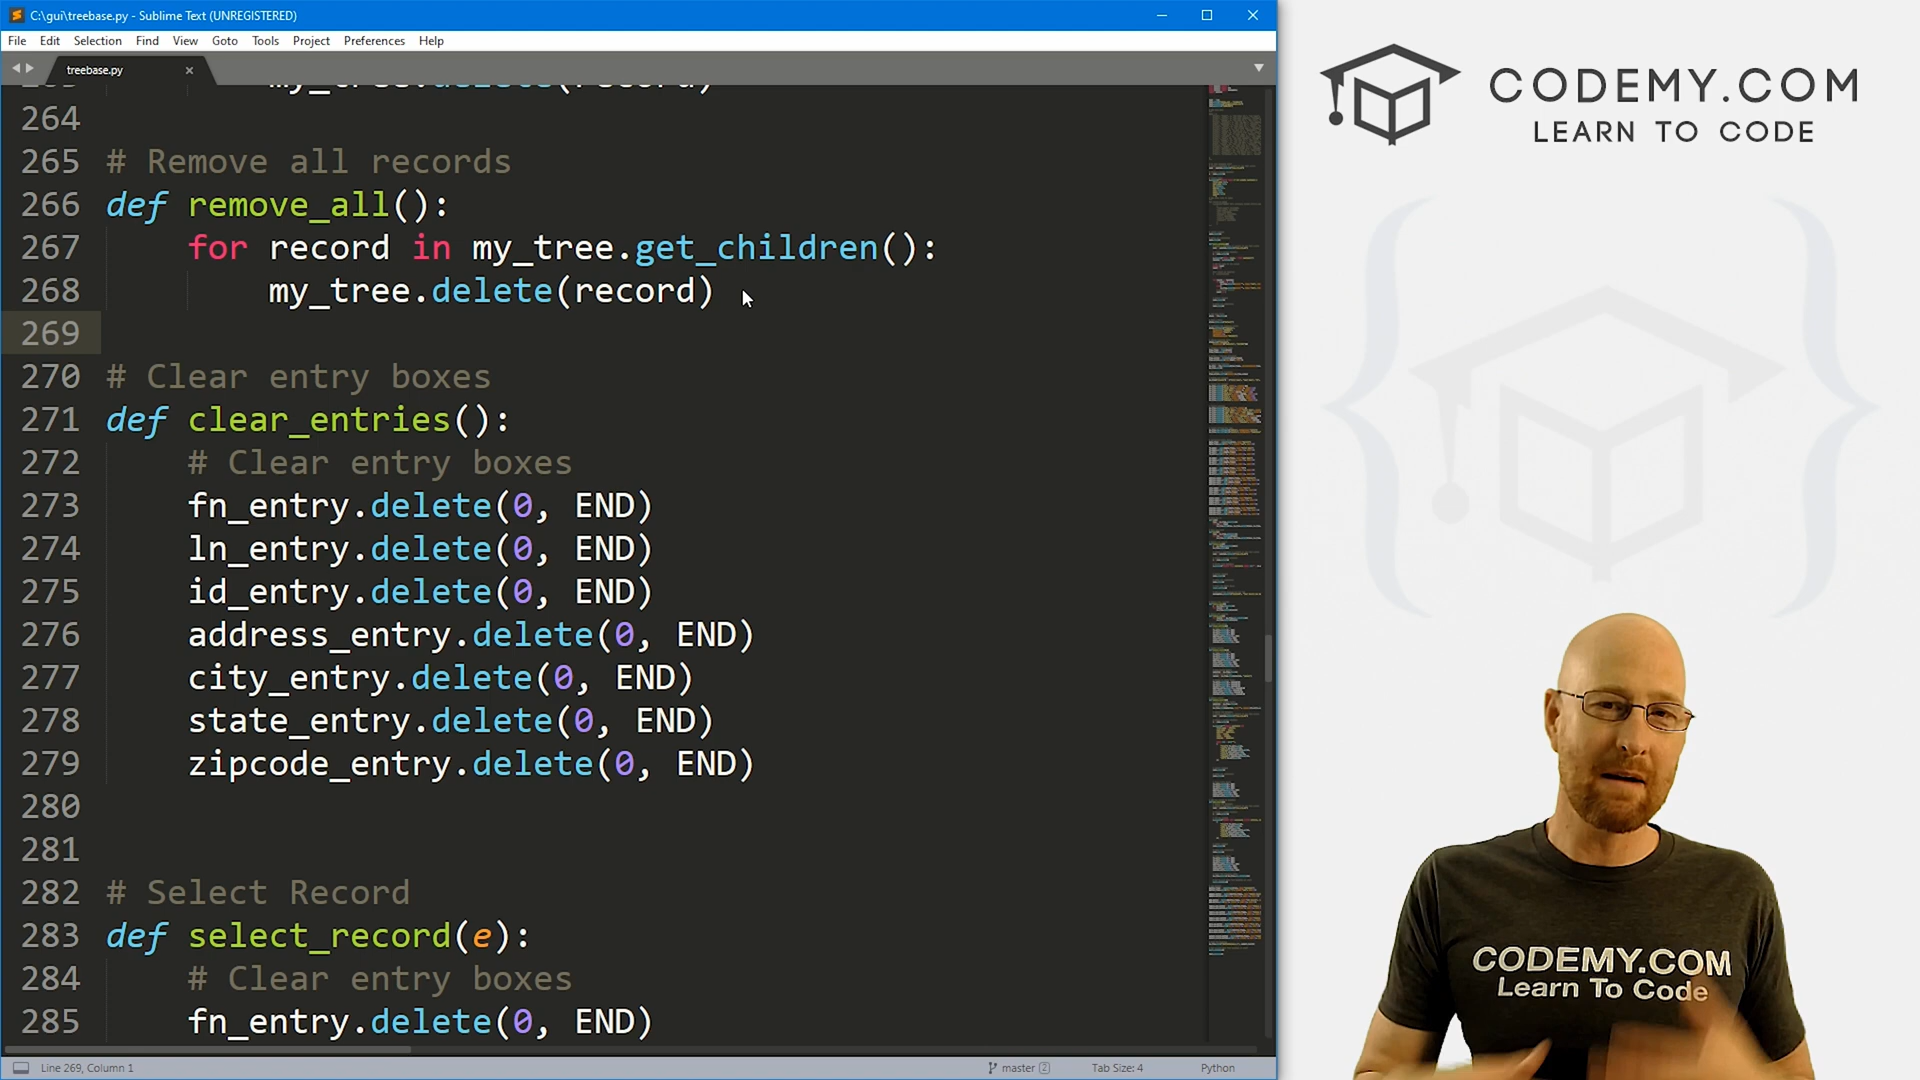 C:\gui\treebase.py - Sublime Text (UNREGISTERED)
File Edit Selection Find View Goto Tools Project Preferences Help
treebase.py
my_tree.delete(record)
264
265 # Remove all records
266 def remove_all():
267 for record in my_tree.get_children():
268 my_tree.delete(record)
269
270 # Clear entry boxes
271 def clear_entries():
272 # Clear entry boxes
273 fn_entry.delete(0, END)
274 ln_entry.delete(0, END)
275 id_entry.delete(0, END)
276 address_entry.delete(0, END)
277 city_entry.delete(0, END)
278 state_entry.delete(0, END)
279 zipcode_entry.delete(0, END)
280
281
282 # Select Record
283 def select_record(e):
284 # Clear entry boxes
285 fn_entry.delete(0, END)
Line 269, Column 1
master 2
Tab Size: 4
Python
CODEMY.COM
LEARN TO CODE
CODEMY.COM
Learn To Code